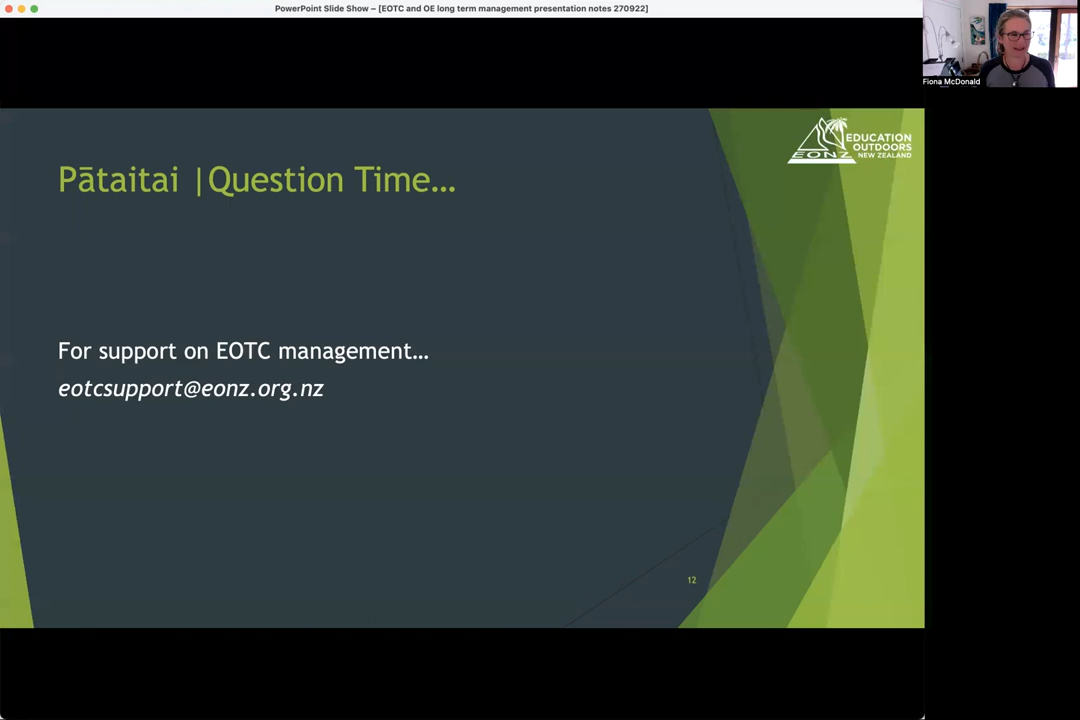 PowerPoint Slide Show – [EOTC and OE long term management presentation notes 270922]
Fiona McDonald
EONZ
EDUCATION
OUTDOORS
NEW ZEALAND
Pātaitai |Question Time...
For support on EOTC management...
eotcsupport@eonz.org.nz
12